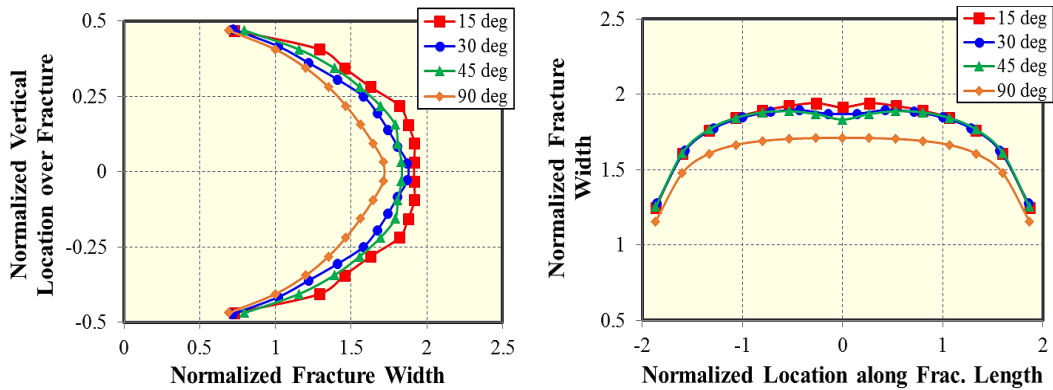 Normalized Vertical
Location over Fracture
0.5
0.25
0
-0.25
-0.5
0
0.5
1
1.5
2
2.5
Normalized Fracture Width
15 deg
30 deg
45 deg
90 deg
Normalized Fracture
Width
2.5
2
1.5
1
0.5
-2
-1
0
1
2
Normalized Location along Frac. Length
15 deg
30 deg
45 deg
90 deg